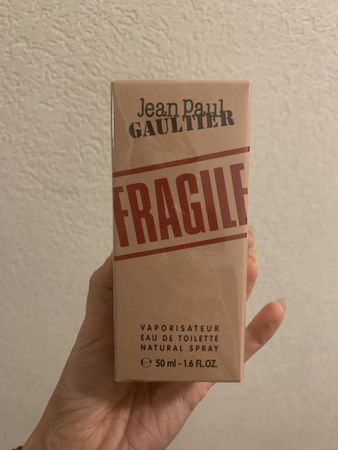 Jean Paul
GAULTIER
FRAGILE
VAPORISATEUR
EAU DE TOILETTE
NATURAL SPRAY
℮ 50 ml - 1.6 FL.OZ.